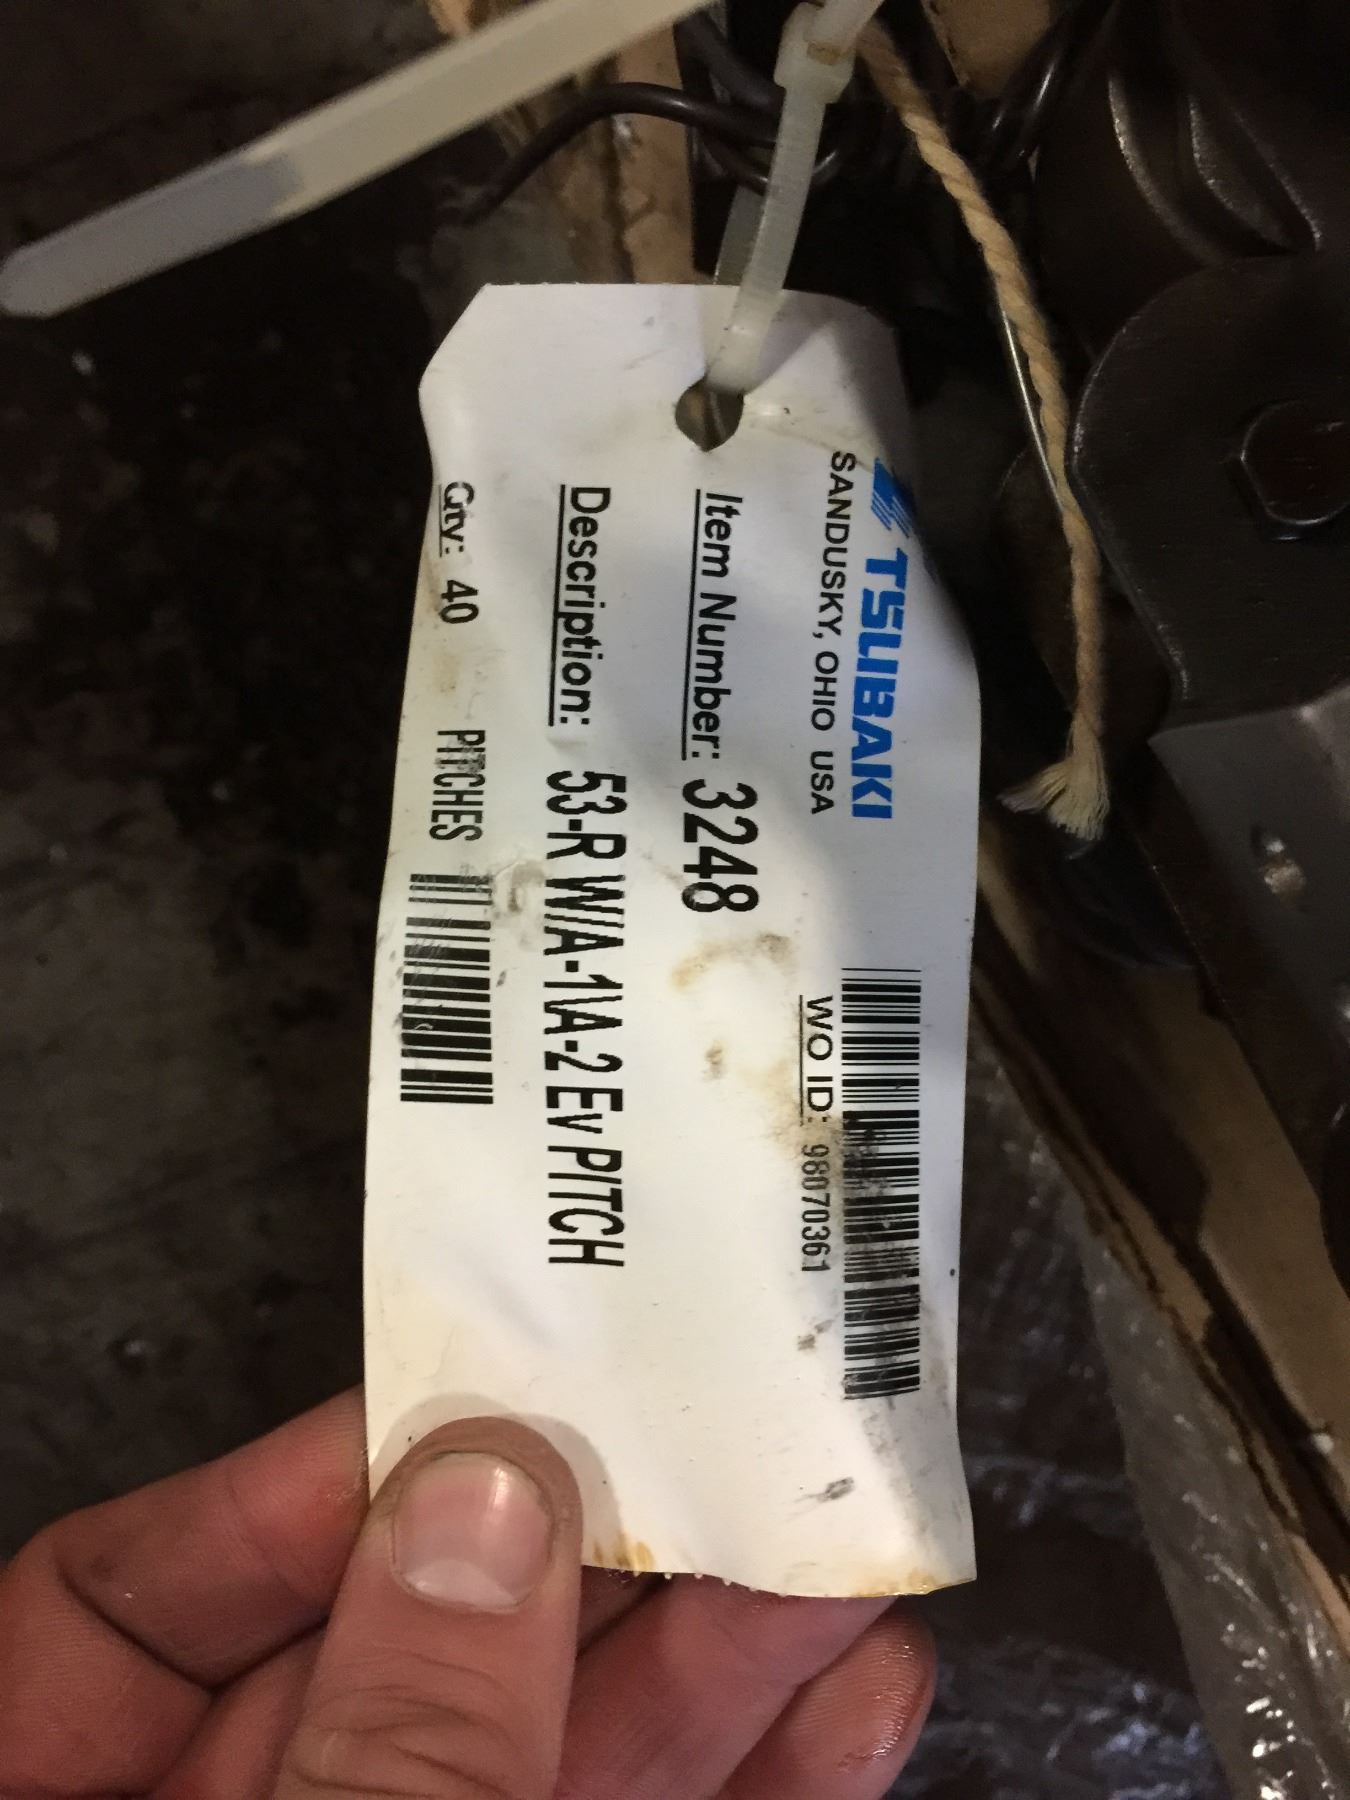 TSUBAKI
SANDUSKY, OHIO USA
WO ID: 98070361
Item Number: 3248
Description: 53-R W/A-1\A-2 Ev PITCH
Qty: 40 PITCHES